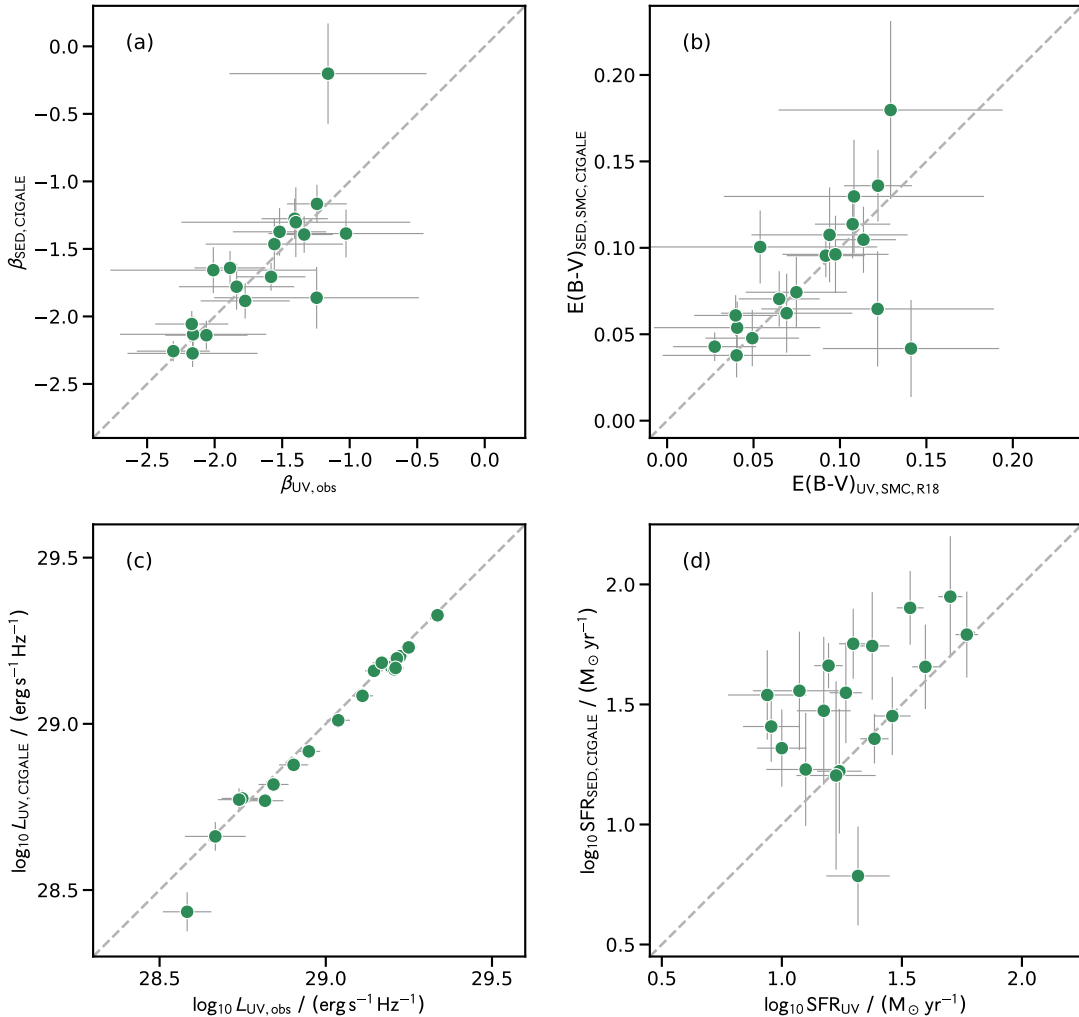 (a)
0.0
−0.5
−1.0
−1.5
−2.0
−2.5
β_SED, CIGALE
−2.5 −2.0 −1.5 −1.0 −0.5 0.0
β_UV, obs
(b)
0.20
0.15
0.10
0.05
0.00
E(B-V)_SED, SMC, CIGALE
0.00 0.05 0.10 0.15 0.20
E(B-V)_UV, SMC, R18
(c)
29.5
29.0
28.5
log₁₀ L_UV, CIGALE / (erg s⁻¹ Hz⁻¹)
28.5 29.0 29.5
log₁₀ L_UV, obs / (erg s⁻¹ Hz⁻¹)
(d)
2.0
1.5
1.0
0.5
log₁₀ SFR_SED, CIGALE / (M⊙ yr⁻¹)
0.5 1.0 1.5 2.0
log₁₀ SFR_UV / (M⊙ yr⁻¹)